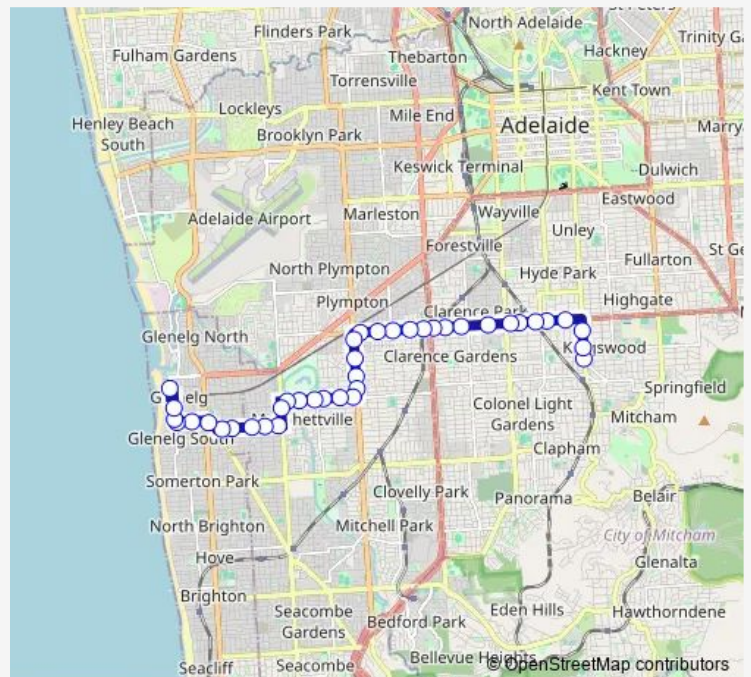 St Peters
North Adelaide
Flinders Park
Trinity Ga
Hackney
Fulham Gardens
Thebarton
Torrensville
Kent Town
Lockleys
Mile End
Henley Beach
South
Adelaide
Marry
Brooklyn Park
Keswick Terminal
Dulwich
Eastwood
Adelaide Airport
Marleston
Wayville
Unley
Forestville
St Ge
Fullarton
North Plympton
Hyde Park
Highgate
Plympton
Clarence Park
Glenelg North
Clarence Gardens
Springfield
Colonel Light
Gardens
Mitcham
Glenelg South
Clapham
Somerton Park
Clovelly Park
Panorama
Belair
North Brighton
Mitchell Park
City of Mitcham
Hove
Glenalta
Brighton
Seacombe
Gardens
Eden Hills
Hawthorndene
Bedford Park
Bellevue Heights
Seacliff
Seacombe
© OpenStreetMap contributors